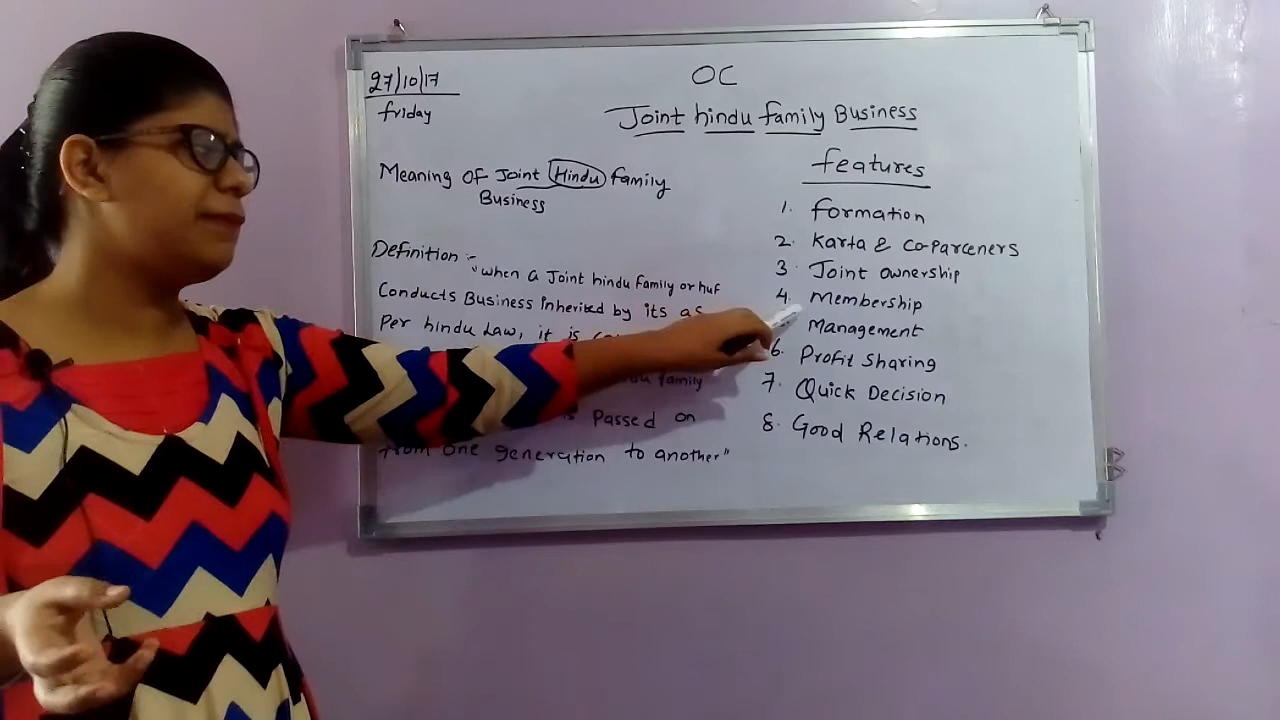 27/10/17
friday
OC
Joint hindu family Business
Meaning OF Joint Hindu family
Business
Definition :-
"when a Joint hindu family or huf
Conducts Business inherited by its as
Per hindu Law, it is
family
Passed on
from one generation to another"
features
1. formation
2. Karta & Co-parceners
3. Joint ownership
4. Membership
Management
6. Profit Sharing
7. Quick Decision
8. Good Relations.